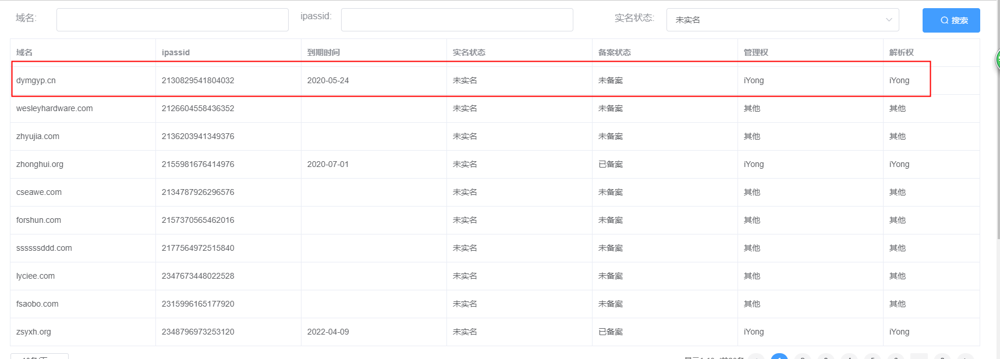 域名: ipassid: 实名状态: 未实名 搜索
域名 ipassid 到期时间 实名状态 备案状态 管理权 解析权
dymgyp.cn 2130829541804032 2020-05-24 未实名 未备案 iYong iYong
wesleyhardware.com 2126604558436352 未实名 未备案 其他 其他
zhyujia.com 2136203941349376 未实名 未备案 其他 其他
zhonghui.org 2155981676414976 2020-07-01 未实名 已备案 iYong iYong
cseawe.com 2134787926296576 未实名 未备案 其他 其他
forshun.com 2157370565462016 未实名 未备案 其他 其他
ssssssddd.com 2177564972515840 未实名 未备案 其他 其他
lyciee.com 2347673448022528 未实名 未备案 其他 其他
fsaobo.com 2315996165177920 未实名 未备案 其他 其他
zsyxh.org 2348796973253120 2022-04-09 未实名 已备案 iYong iYong